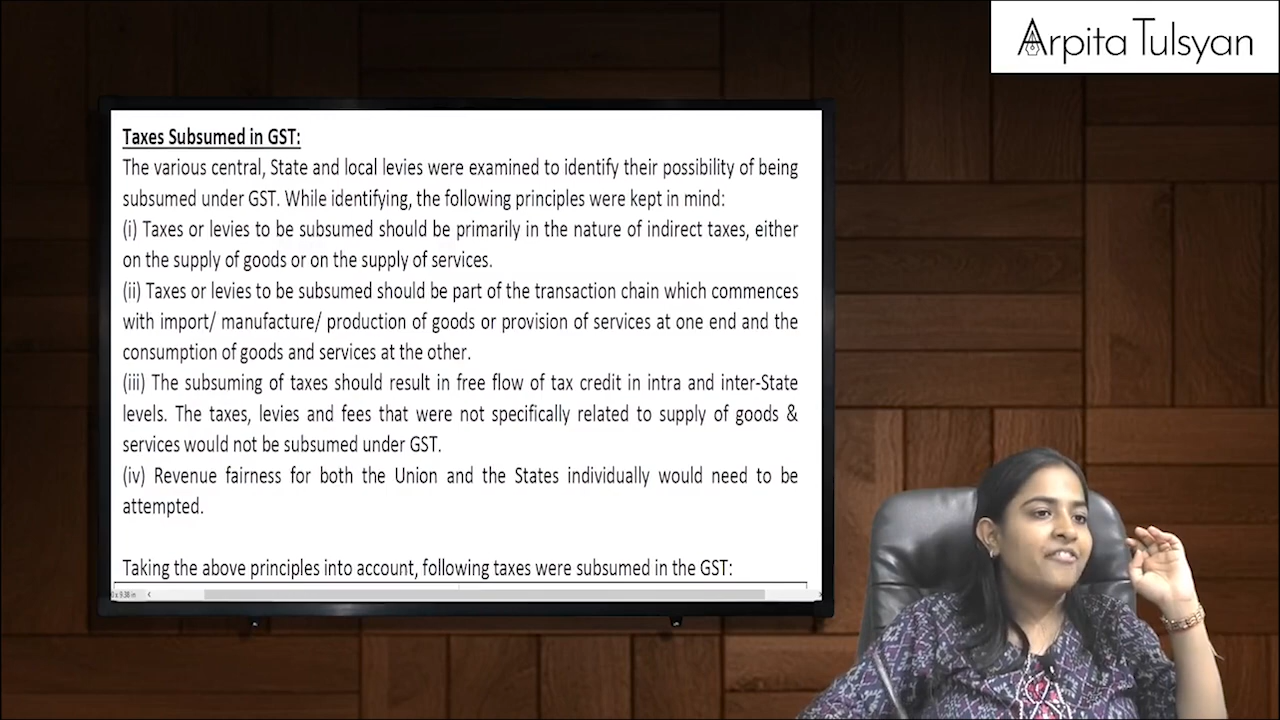 Arpita Tulsyan
Taxes Subsumed in GST:
The various central, State and local levies were examined to identify their possibility of being
subsumed under GST. While identifying, the following principles were kept in mind:
(i) Taxes or levies to be subsumed should be primarily in the nature of indirect taxes, either
on the supply of goods or on the supply of services.
(ii) Taxes or levies to be subsumed should be part of the transaction chain which commences
with import/ manufacture/ production of goods or provision of services at one end and the
consumption of goods and services at the other.
(iii) The subsuming of taxes should result in free flow of tax credit in intra and inter-State
levels. The taxes, levies and fees that were not specifically related to supply of goods &
services would not be subsumed under GST.
(iv) Revenue fairness for both the Union and the States individually would need to be
attempted.
Taking the above principles into account, following taxes were subsumed in the GST: